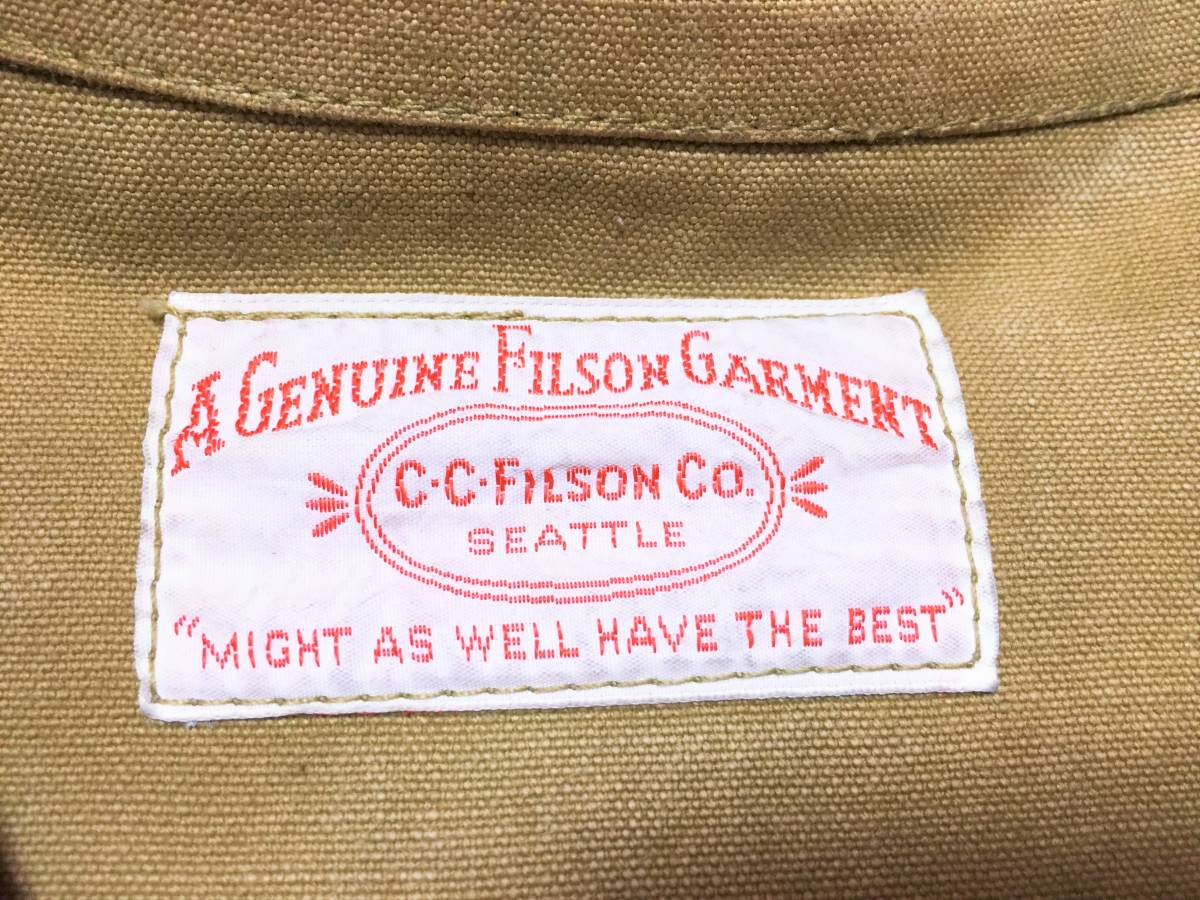 A GENUINE FILSON GARMENT
C·C·FILSON CO.
SEATTLE
"MIGHT AS WELL HAVE THE BEST"